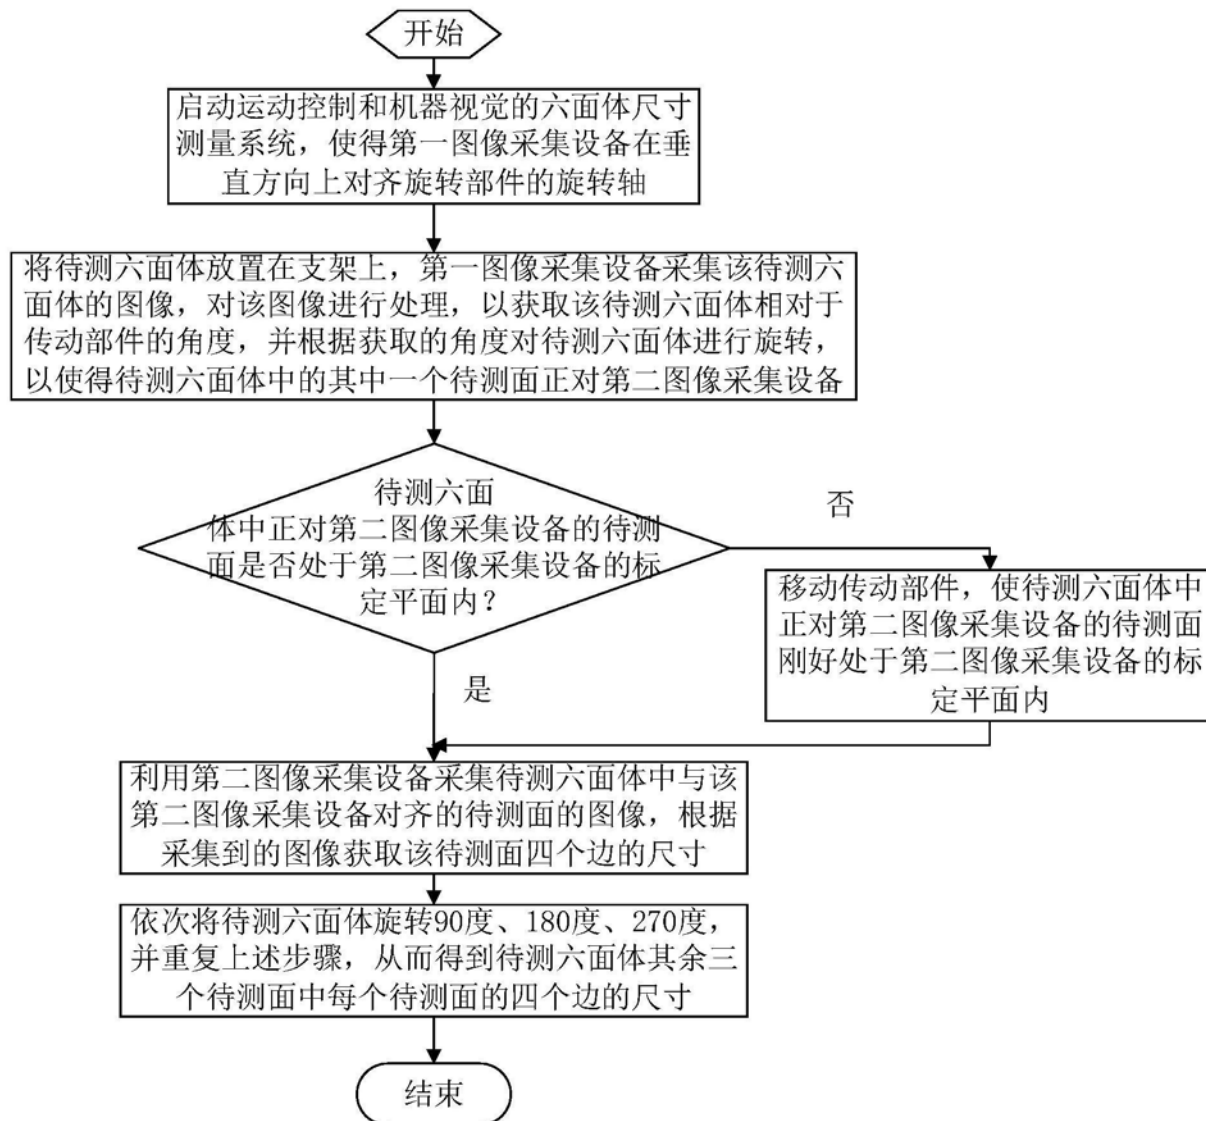 开始
启动运动控制和机器视觉的六面体尺寸
测量系统，使得第一图像采集设备在垂
直方向上对齐旋转部件的旋转轴
将待测六面体放置在支架上，第一图像采集设备采集该待测六
面体的图像，对该图像进行处理，以获取该待测六面体相对于
传动部件的角度，并根据获取的角度对待测六面体进行旋转，
以使得待测六面体中的其中一个待测面正对第二图像采集设备
待测六面
体中正对第二图像采集设备的待测
面是否处于第二图像采集设备的标
定平面内？
否
移动传动部件，使待测六面体中
正对第二图像采集设备的待测面
刚好处于第二图像采集设备的标
定平面内
是
利用第二图像采集设备采集待测六面体中与该
第二图像采集设备对齐的待测面的图像，根据
采集到的图像获取该待测面四个边的尺寸
依次将待测六面体旋转90度、180度、270度，
并重复上述步骤，从而得到待测六面体其余三
个待测面中每个待测面的四个边的尺寸
结束